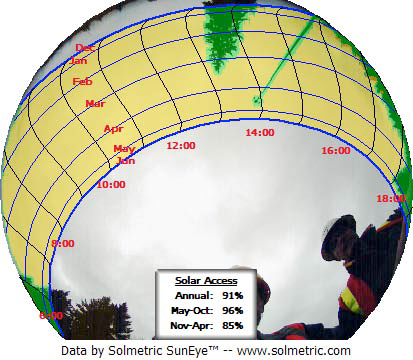 Dec
Jan
Feb
Mar
Apr
May
Jun
14:00
12:00
16:00
10:00
18:00
8:00
6:00
Solar Access
Annual: 91%
May-Oct: 96%
Nov-Apr: 85%
Data by Solmetric SunEye™ -- www.solmetric.com